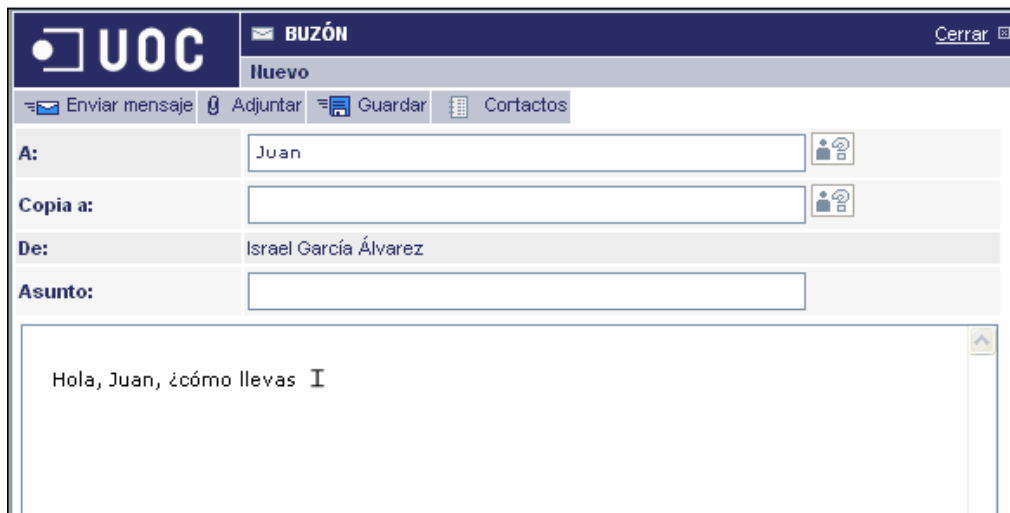 UOC
BUZÓN
Cerrar
Nuevo
Enviar mensaje Adjuntar Guardar Contactos
A: Juan
Copia a:
De: Israel García Álvarez
Asunto:
Hola, Juan, ¿cómo llevas